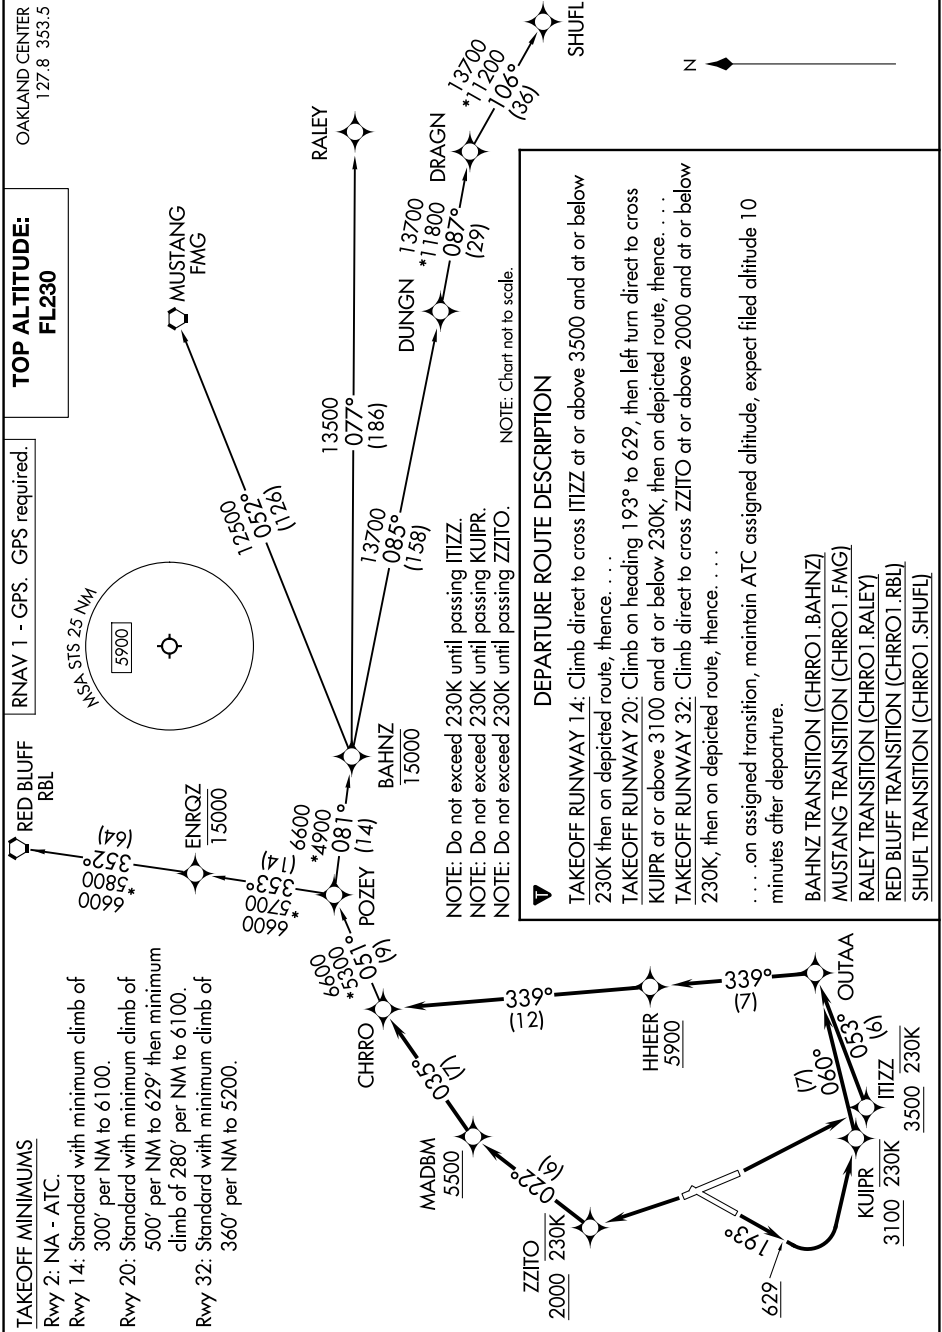 TAKEOFF MINIMUMS
Rwy 2: NA - ATC.
Rwy 14: Standard with minimum climb of
300' per NM to 6100.
Rwy 20: Standard with minimum climb of
500' per NM to 629' then minimum
climb of 280' per NM to 6100.
Rwy 32: Standard with minimum climb of
360' per NM to 5200.
RNAV 1 - GPS. GPS required.
TOP ALTITUDE:
FL230
OAKLAND CENTER
127.8 353.5
RED BLUFF
RBL
6600
*5800
352°
(64)
ENRQZ
15000
6600
*5700
353°
(14)
MSA STS 25 NM
5900
MUSTANG
FMG
12500
052°
(126)
RALEY
13500
077°
(186)
SHUFL
13700
*11200
106°
(36)
DRAGN
13700
*11800
087°
(29)
DUNGN
13700
085°
(158)
BAHNZ
15000
6600
*4900
081°
(14)
POZEY
6600
*5300
051°
(9)
CHRRO
035°
(7)
MADBM
5500
022°
(6)
ZZITO
2000 230K
339°
(12)
HHEER
5900
339°
(7)
OUTAA
053°
(6)
060°
(7)
ITIZZ
3500 230K
KUIPR
3100 230K
193°
629
N
NOTE: Chart not to scale.
NOTE: Do not exceed 230K until passing ITIZZ.
NOTE: Do not exceed 230K until passing KUIPR.
NOTE: Do not exceed 230K until passing ZZITO.
T
DEPARTURE ROUTE DESCRIPTION
TAKEOFF RUNWAY 14: Climb direct to cross ITIZZ at or above 3500 and at or below
230K then on depicted route, thence. . . .
TAKEOFF RUNWAY 20: Climb on heading 193° to 629, then left turn direct to cross
KUIPR at or above 3100 and at or below 230K, then on depicted route, thence. . . .
TAKEOFF RUNWAY 32: Climb direct to cross ZZITO at or above 2000 and at or below
230K, then on depicted route, thence. . . .
. . . .on assigned transition, maintain ATC assigned altitude, expect filed altitude 10
minutes after departure.
BAHNZ TRANSITION (CHRRO1.BAHNZ)
MUSTANG TRANSITION (CHRRO1.FMG)
RALEY TRANSITION (CHRRO1.RALEY)
RED BLUFF TRANSITION (CHRRO1.RBL)
SHUFL TRANSITION (CHRRO1.SHUFL)